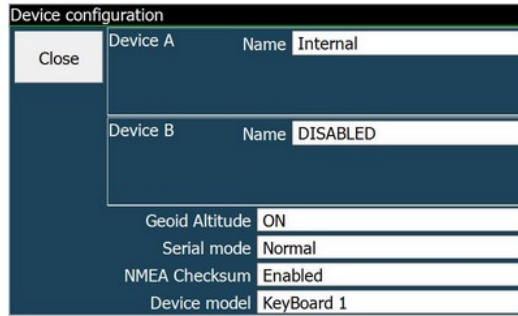 Device configuration
Close
Device A
Name Internal
Device B
Name DISABLED
Geoid Altitude ON
Serial mode Normal
NMEA Checksum Enabled
Device model KeyBoard 1